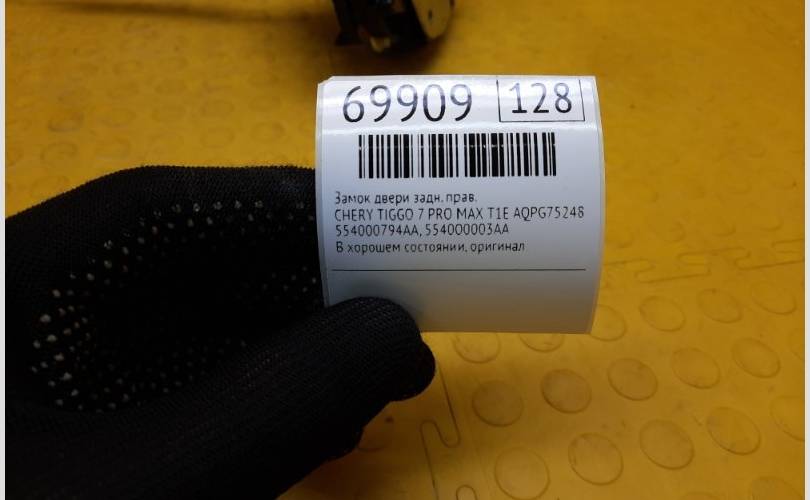 69909 128
Замок двери задн. прав.
CHERY TIGGO 7 PRO MAX T1E AQPG75248
554000794AA, 554000003AA
В хорошем состоянии, оригинал